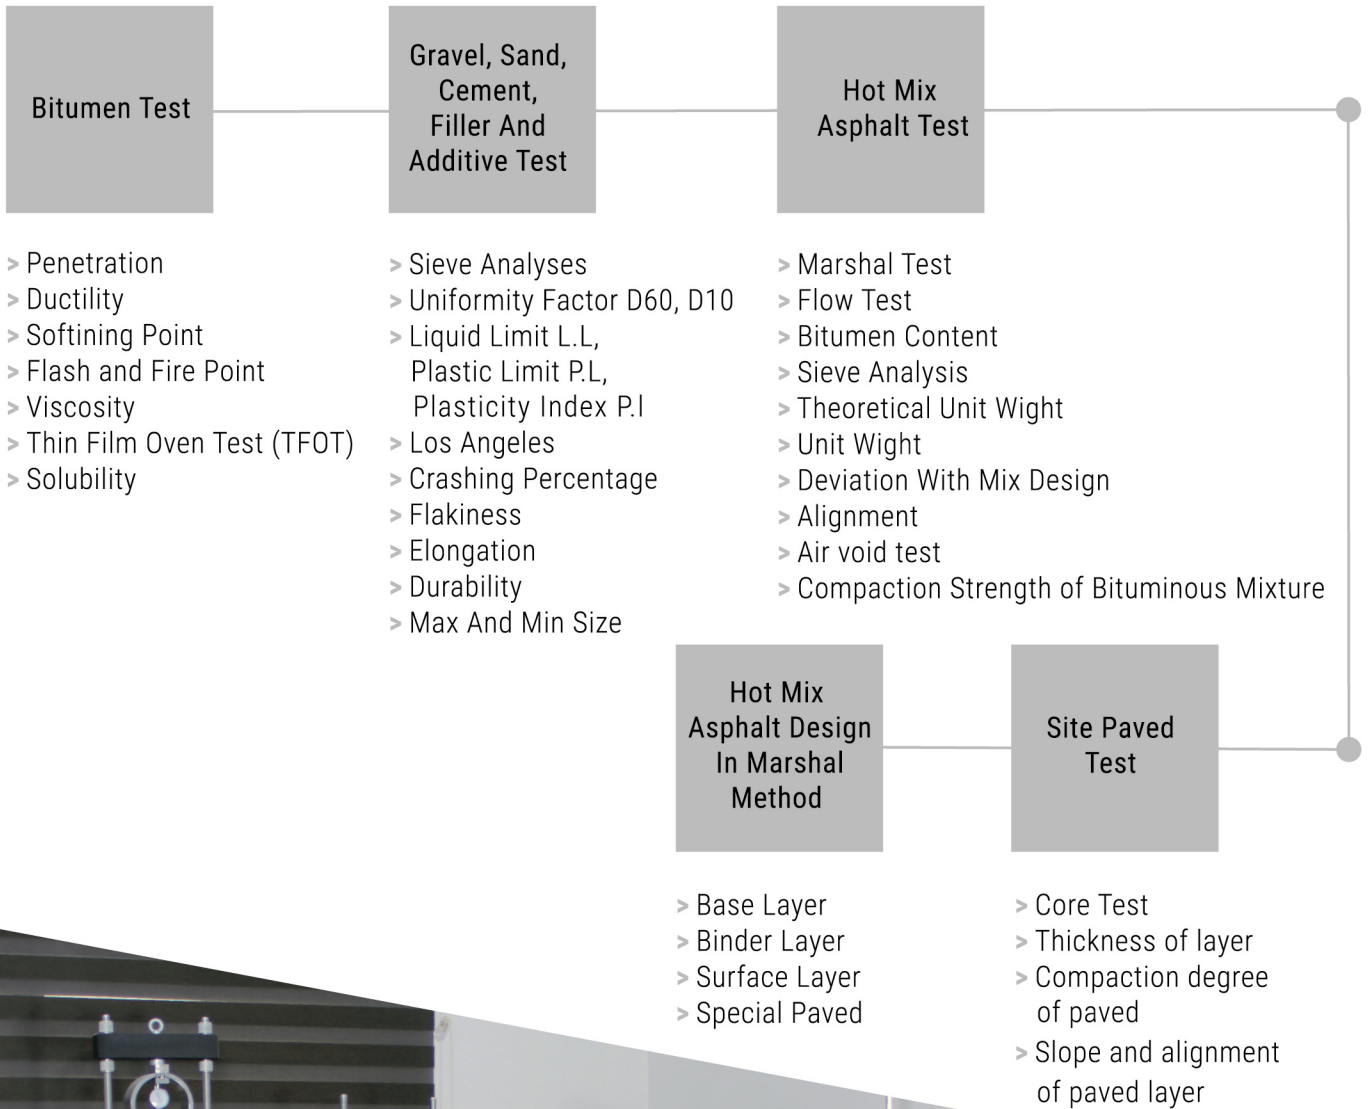 Bitumen Test
> Penetration
> Ductility
> Softining Point
> Flash and Fire Point
> Viscosity
> Thin Film Oven Test (TFOT)
> Solubility
Gravel, Sand,
Cement,
Filler And
Additive Test
> Sieve Analyses
> Uniformity Factor D60, D10
> Liquid Limit L.L,
Plastic Limit P.L,
Plasticity Index P.l
> Los Angeles
> Crashing Percentage
> Flakiness
> Elongation
> Durability
> Max And Min Size
Hot Mix
Asphalt Test
> Marshal Test
> Flow Test
> Bitumen Content
> Sieve Analysis
> Theoretical Unit Wight
> Unit Wight
> Deviation With Mix Design
> Alignment
> Air void test
> Compaction Strength of Bituminous Mixture
Hot Mix
Asphalt Design
In Marshal
Method
> Base Layer
> Binder Layer
> Surface Layer
> Special Paved
Site Paved
Test
> Core Test
> Thickness of layer
> Compaction degree
of paved
> Slope and alignment
of paved layer